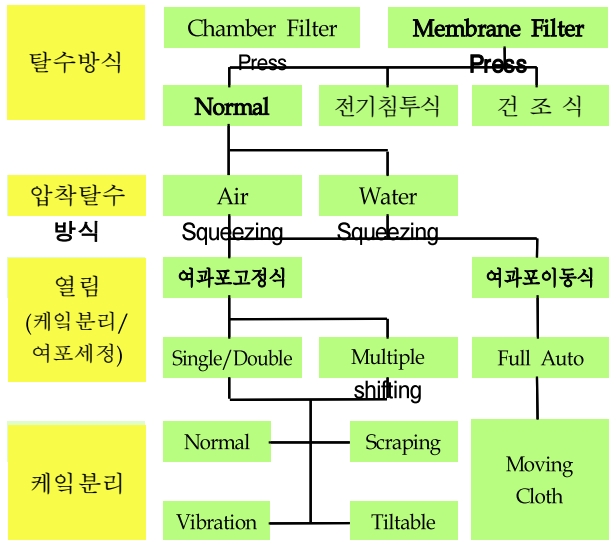 탈수방식
Chamber Filter
Press
Membrane Filter
Press
Normal
전기침투식
건 조 식
압착탈수
방식
Air
Squeezing
Water
Squeezing
열림
(케잌분리/
여포세정)
여과포고정식
여과포이동식
Single/Double
Multiple
shifting
Full Auto
케잌분리
Normal
Scraping
Moving
Cloth
Vibration
Tiltable